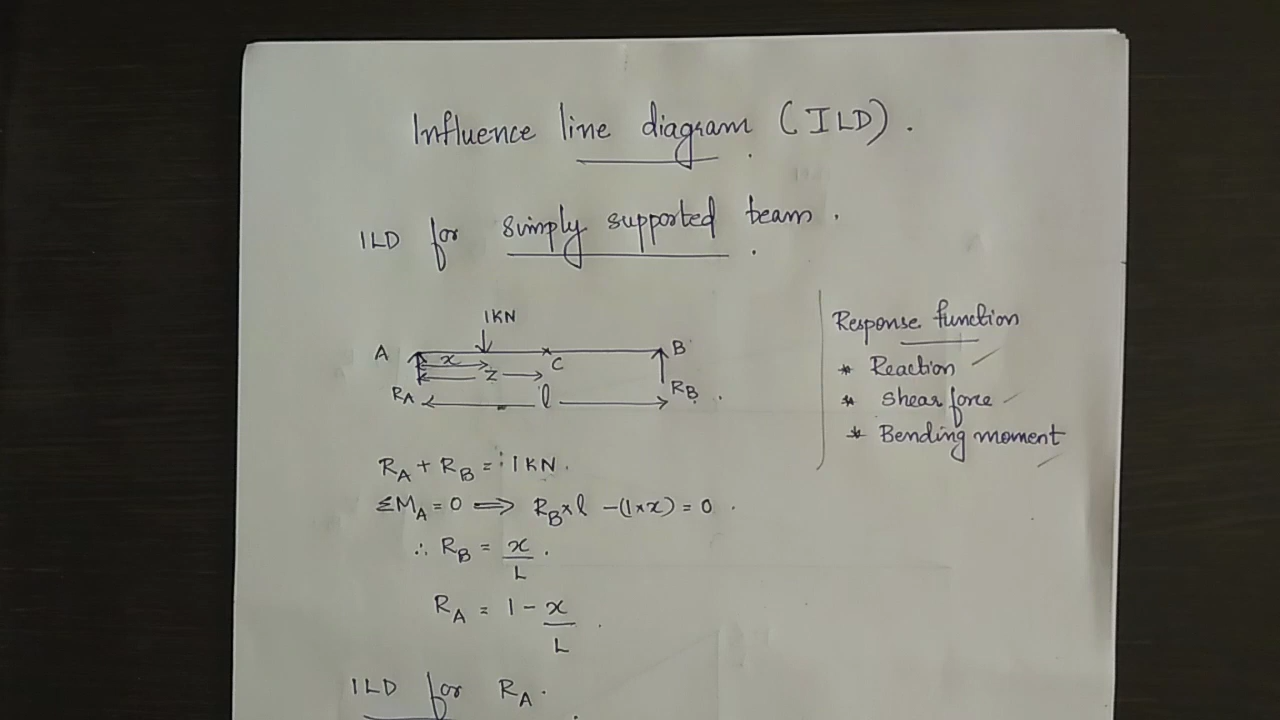 Influence line diagram (ILD).
ILD for simply supported beam.
1KN
A x C B
z
RA l RB.
Response function
* Reaction
* Shear force
* Bending moment
RA + RB = 1KN.
ΣMA = 0 ⟹ RB×l -(1×x) = 0.
∴ RB = x/L.
RA = 1 - x/L.
ILD for RA.